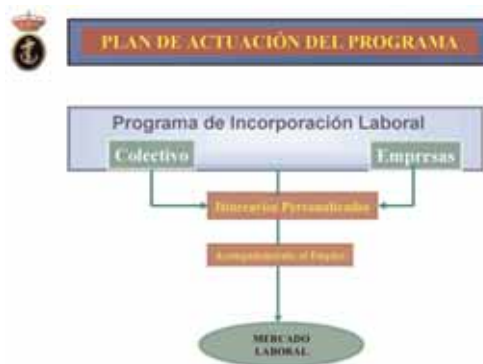 PLAN DE ACTUACIÓN DEL PROGRAMA
Programa de Incorporación Laboral
Colectivo Empresas
Itinerarios Personalizados
Acompañamiento al Empleo
MERCADO
LABORAL